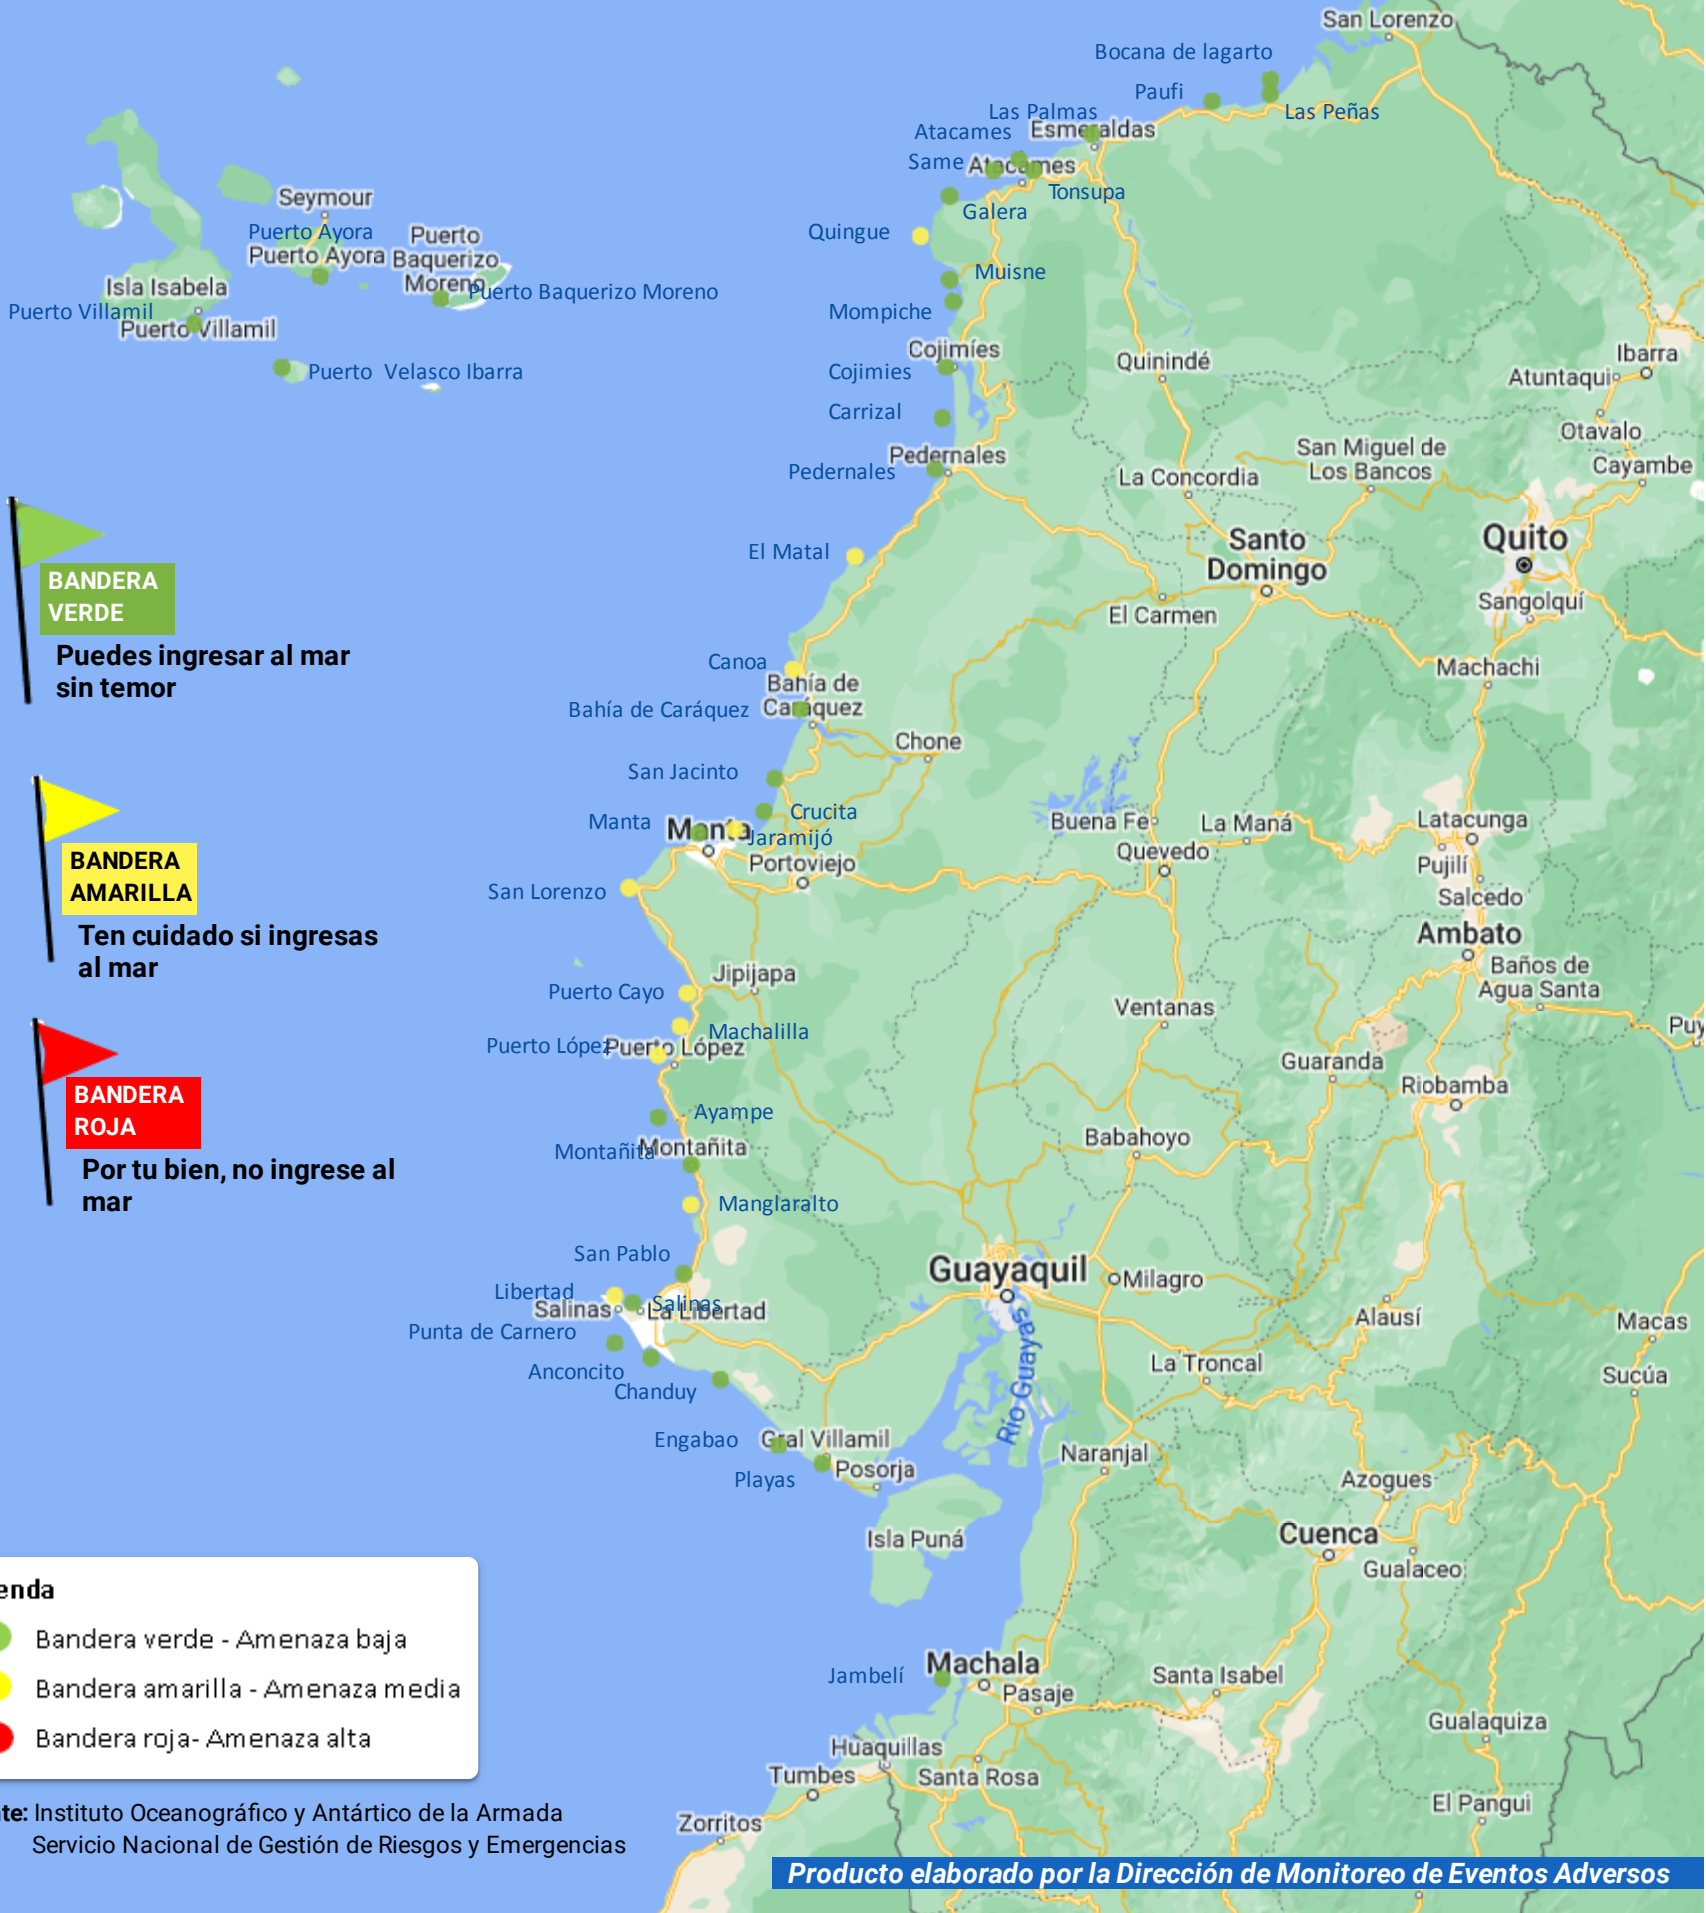 San Lorenzo
Bocana de lagarto
Paufi
Las Palmas
Las Peñas
Atacames
Esmeraldas
Same
Atacames
Tonsupa
Galera
Quingue
Muisne
Mompiche
Cojimíes
Cojimies
Carrizal
Pedernales
Pedernales
El Matal
Canoa
Bahía de
Caráquez
Bahía de Caráquez
Chone
San Jacinto
Crucita
Manta
Manta
Jaramijó
Portoviejo
San Lorenzo
Jipijapa
Puerto Cayo
Machalilla
Puerto López
Puerto López
Ayampe
Montañita
Montañita
Manglaralto
San Pablo
Libertad
Salinas
Salinas
La Libertad
Punta de Carnero
Anconcito
Chanduy
Engabao
Gral Villamil
Playas
Posorja
Isla Puná
Jambelí
Machala
Pasaje
Huaquillas
Tumbes
Santa Rosa
Zorritos
Seymour
Puerto Ayora
Puerto Ayora
Puerto
Baquerizo
Moreno
Puerto Baquerizo Moreno
Isla Isabela
Puerto Villamil
Puerto Villamil
Puerto Velasco Ibarra
Quinindé
Ibarra
Atuntaqui
Otavalo
San Miguel de
Los Bancos
Cayambe
La Concordia
Santo
Domingo
Quito
Sangolquí
El Carmen
Machachi
Buena Fe
La Maná
Latacunga
Quevedo
Pujilí
Salcedo
Ambato
Baños de
Agua Santa
Ventanas
Puy
Guaranda
Riobamba
Babahoyo
Guayaquil
Milagro
Río Guayas
Alausí
Macas
La Troncal
Sucúa
Naranjal
Azogues
Cuenca
Gualaceo
Santa Isabel
Gualaquiza
El Pangui
BANDERA
VERDE
Puedes ingresar al mar
sin temor
BANDERA
AMARILLA
Ten cuidado si ingresas
al mar
BANDERA
ROJA
Por tu bien, no ingrese al
mar
enda
Bandera verde - Amenaza baja
Bandera amarilla - Amenaza media
Bandera roja- Amenaza alta
te: Instituto Oceanográfico y Antártico de la Armada
Servicio Nacional de Gestión de Riesgos y Emergencias
Producto elaborado por la Dirección de Monitoreo de Eventos Adversos